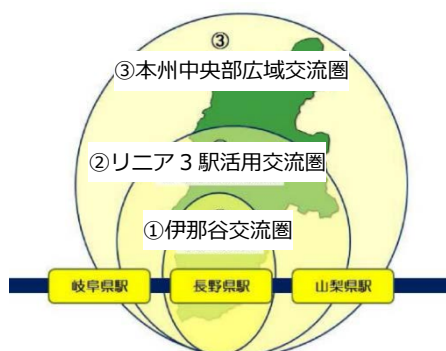 ③
③本州中央部広域交流圏
②リニア3駅活用交流圏
①伊那谷交流圏
岐阜県駅
長野県駅
山梨県駅